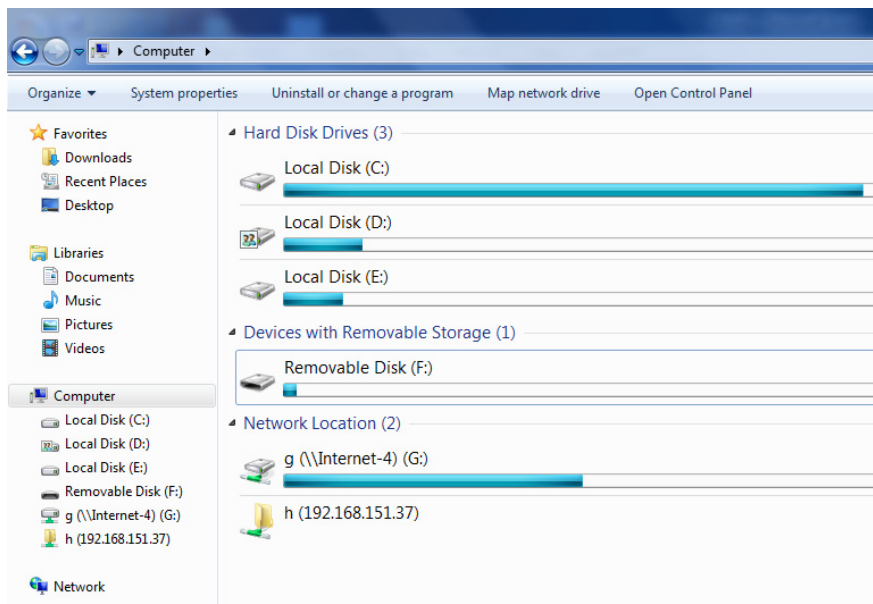 Computer
Organize System properties Uninstall or change a program Map network drive Open Control Panel
Favorites
Downloads
Recent Places
Desktop
Libraries
Documents
Music
Pictures
Videos
Computer
Local Disk (C:)
Local Disk (D:)
Local Disk (E:)
Removable Disk (F:)
g (\\Internet-4) (G:)
h (192.168.151.37)
Network
Hard Disk Drives (3)
Local Disk (C:)
Local Disk (D:)
Local Disk (E:)
Devices with Removable Storage (1)
Removable Disk (F:)
Network Location (2)
g (\\Internet-4) (G:)
h (192.168.151.37)